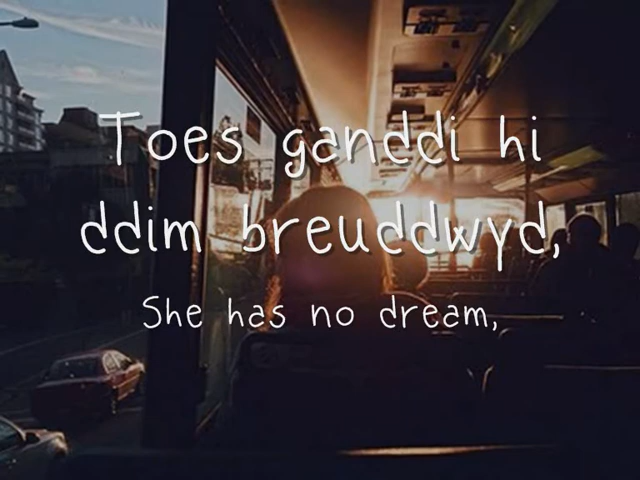 Toes ganddi hi
ddim breuddwyd,
She has no dream,